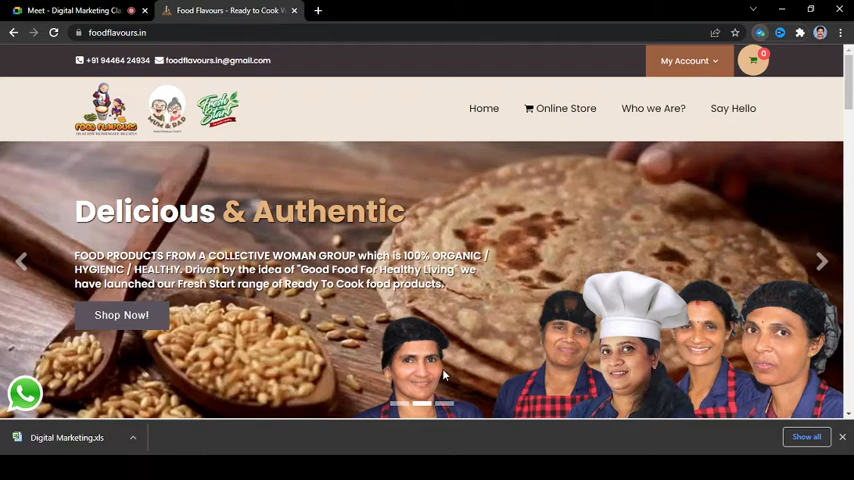 Meet - Digital Marketing Cla
Food Flavours - Ready to Cook W
foodflavours.in
+91 94464 24934 foodflavours.in@gmail.com
My Account
0
FOOD FLAVOURS
MUM & DAD
Fresh Start
Home
Online Store
Who we Are?
Say Hello
Delicious & Authentic
FOOD PRODUCTS FROM A COLLECTIVE WOMAN GROUP which is 100% ORGANIC /
HYGIENIC / HEALTHY. Driven by the idea of "Good Food For Healthy Living" we
have launched our Fresh Start range of Ready To Cook food products.
Shop Now!
Digital Marketing.xls
Show all